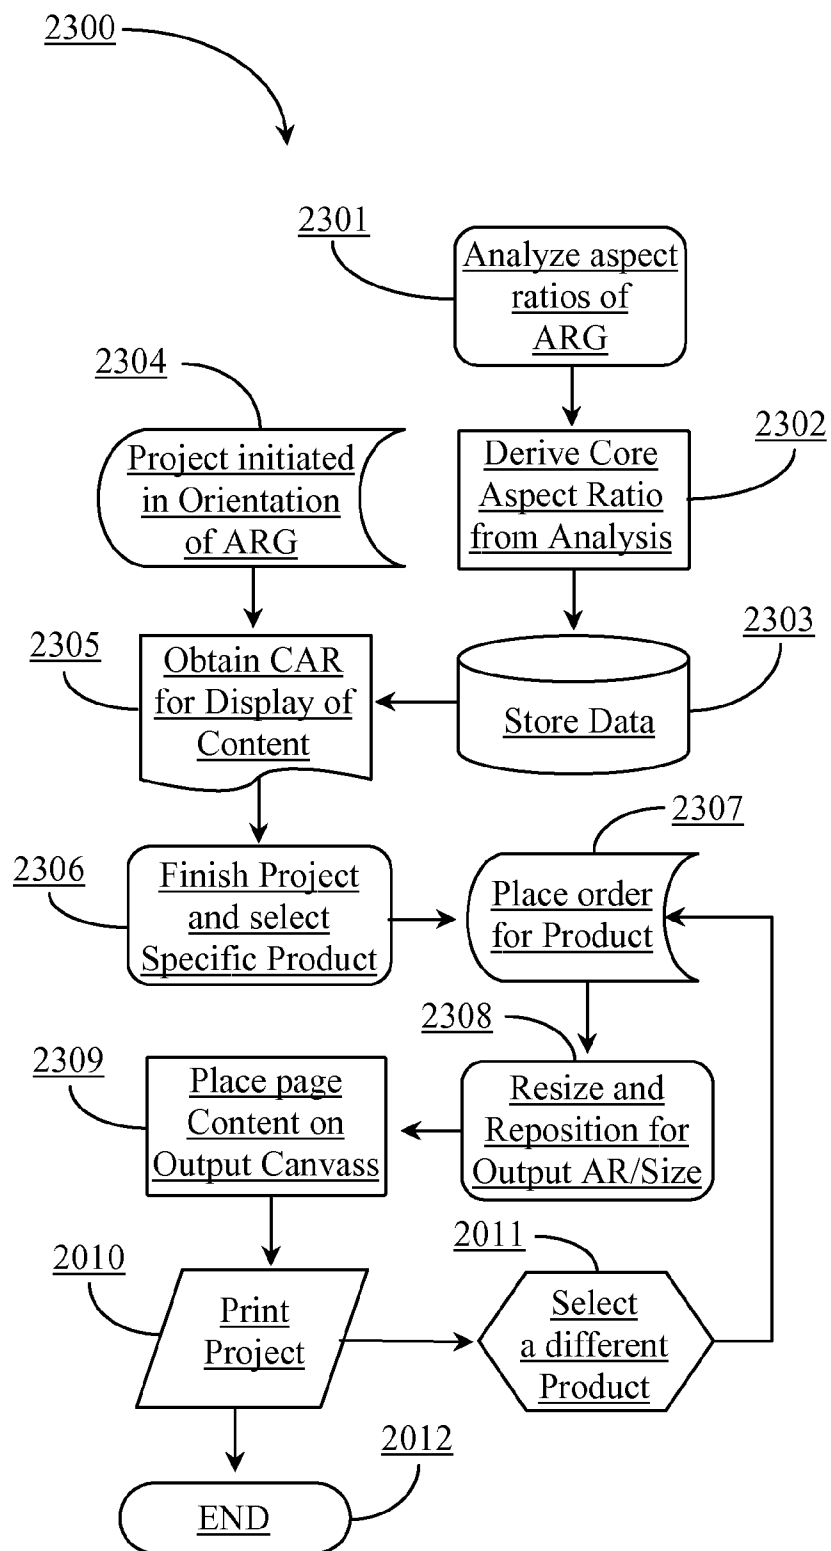 2300
2301
Analyze aspect
ratios of
ARG
2304
Project initiated
in Orientation
of ARG
2302
Derive Core
Aspect Ratio
from Analysis
2305
Obtain CAR
for Display of
Content
2303
Store Data
2306
Finish Project
and select
Specific Product
2307
Place order
for Product
2308
Resize and
Reposition for
Output AR/Size
2309
Place page
Content on
Output Canvass
2010
Print
Project
2011
Select
a different
Product
2012
END